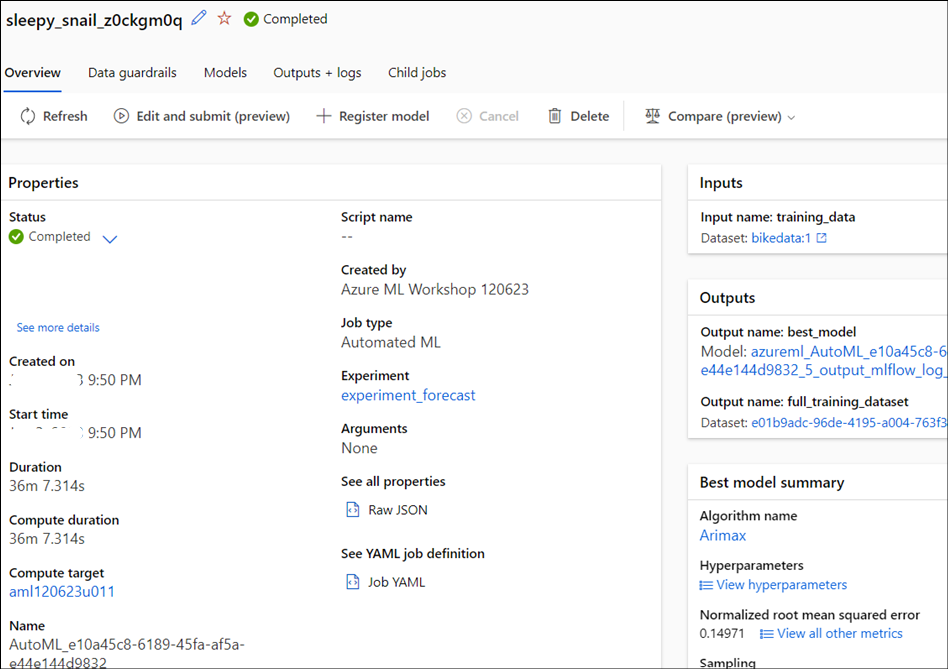 sleepy_snail_z0ckgm0q Completed
Overview Data guardrails Models Outputs + logs Child jobs
Refresh Edit and submit (preview) Register model Cancel Delete Compare (preview)
Properties
Status
Completed
See more details
Created on
9:50 PM
Start time
9:50 PM
Duration
36m 7.314s
Compute duration
36m 7.314s
Compute target
aml120623u011
Name
AutoML_e10a45c8-6189-45fa-af5a-
e44e144d9832
Script name
--
Created by
Azure ML Workshop 120623
Job type
Automated ML
Experiment
experiment_forecast
Arguments
None
See all properties
Raw JSON
See YAML job definition
Job YAML
Inputs
Input name: training_data
Dataset: bikedata:1
Outputs
Output name: best_model
Model: azureml_AutoML_e10a45c8-6
e44e144d9832_5_output_mlflow_log_
Output name: full_training_dataset
Dataset: e01b9adc-96de-4195-a004-763f3
Best model summary
Algorithm name
Arimax
Hyperparameters
View hyperparameters
Normalized root mean squared error
0.14971 View all other metrics
Sampling